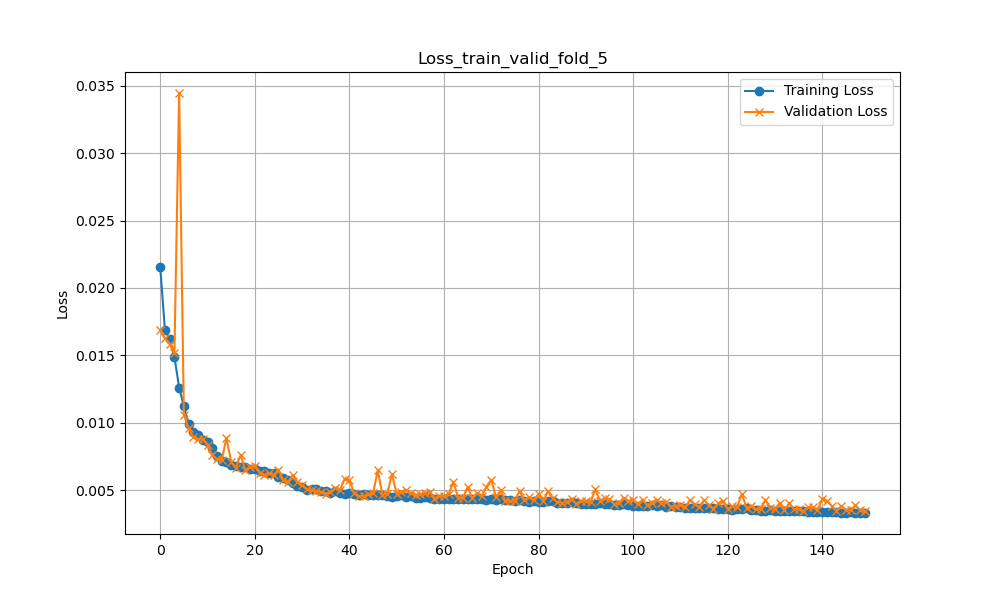 Loss_train_valid_fold_5
Training Loss
Validation Loss
0.035
0.030
0.025
0.020
0.015
0.010
0.005
Loss
0 20 40 60 80 100 120 140
Epoch